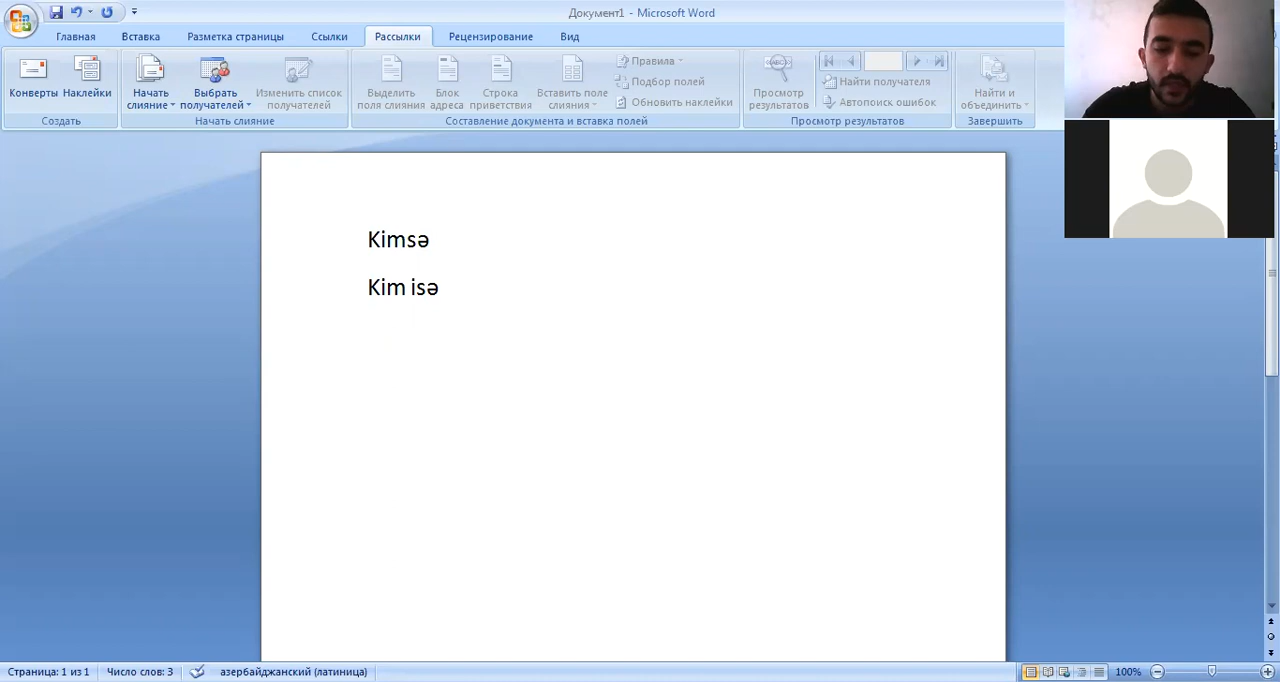 Документ1 - Microsoft Word
Главная Вставка Разметка страницы Ссылки Рассылки Рецензирование Вид
Конверты Наклейки
Создать
Начать слияние Выбрать получателей Изменить список получателей
Начать слияние
Выделить поля слияния Блок адреса Строка приветствия Вставить поле слияния
Правила
Подбор полей
Обновить наклейки
Составление документа и вставка полей
ABC
Просмотр результатов
Найти получателя
Автопоиск ошибок
Просмотр результатов
Найти и объединить
Завершить
Kimsə
Kim isə
Страница: 1 из 1 Число слов: 3 азербайджанский (латиница) 100%